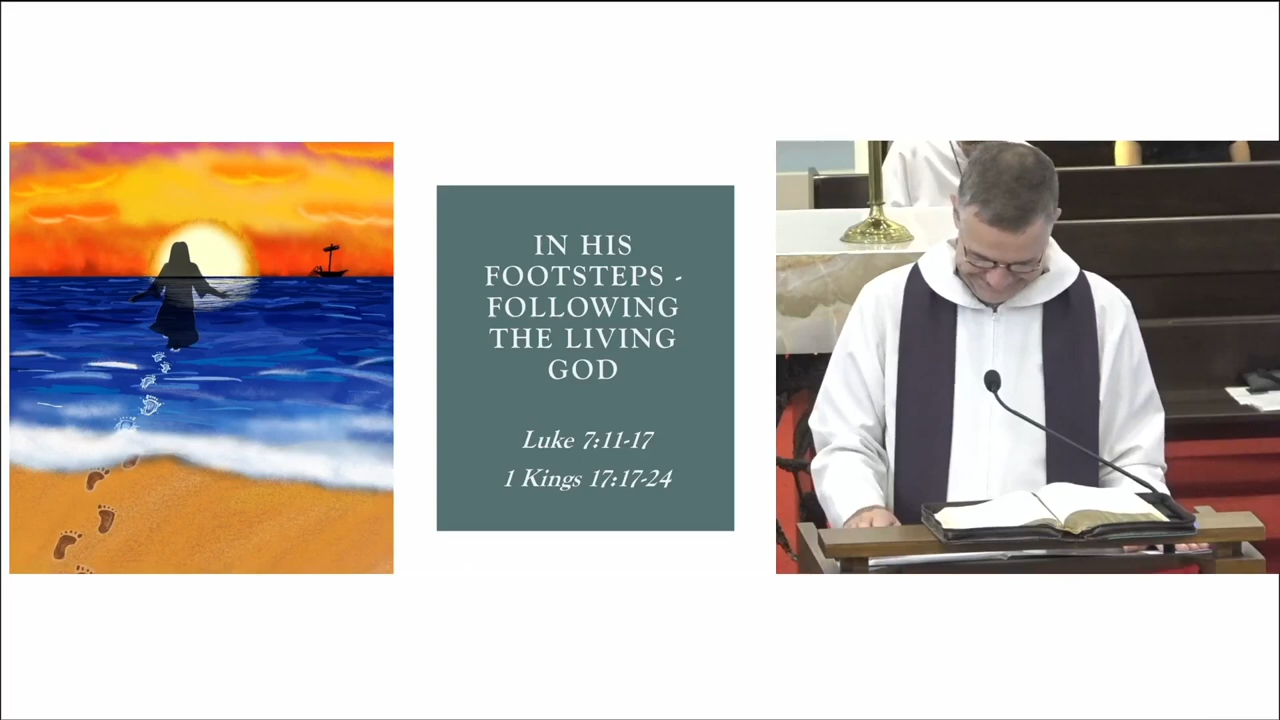 IN HIS
FOOTSTEPS -
FOLLOWING
THE LIVING
GOD
Luke 7:11-17
1 Kings 17:17-24